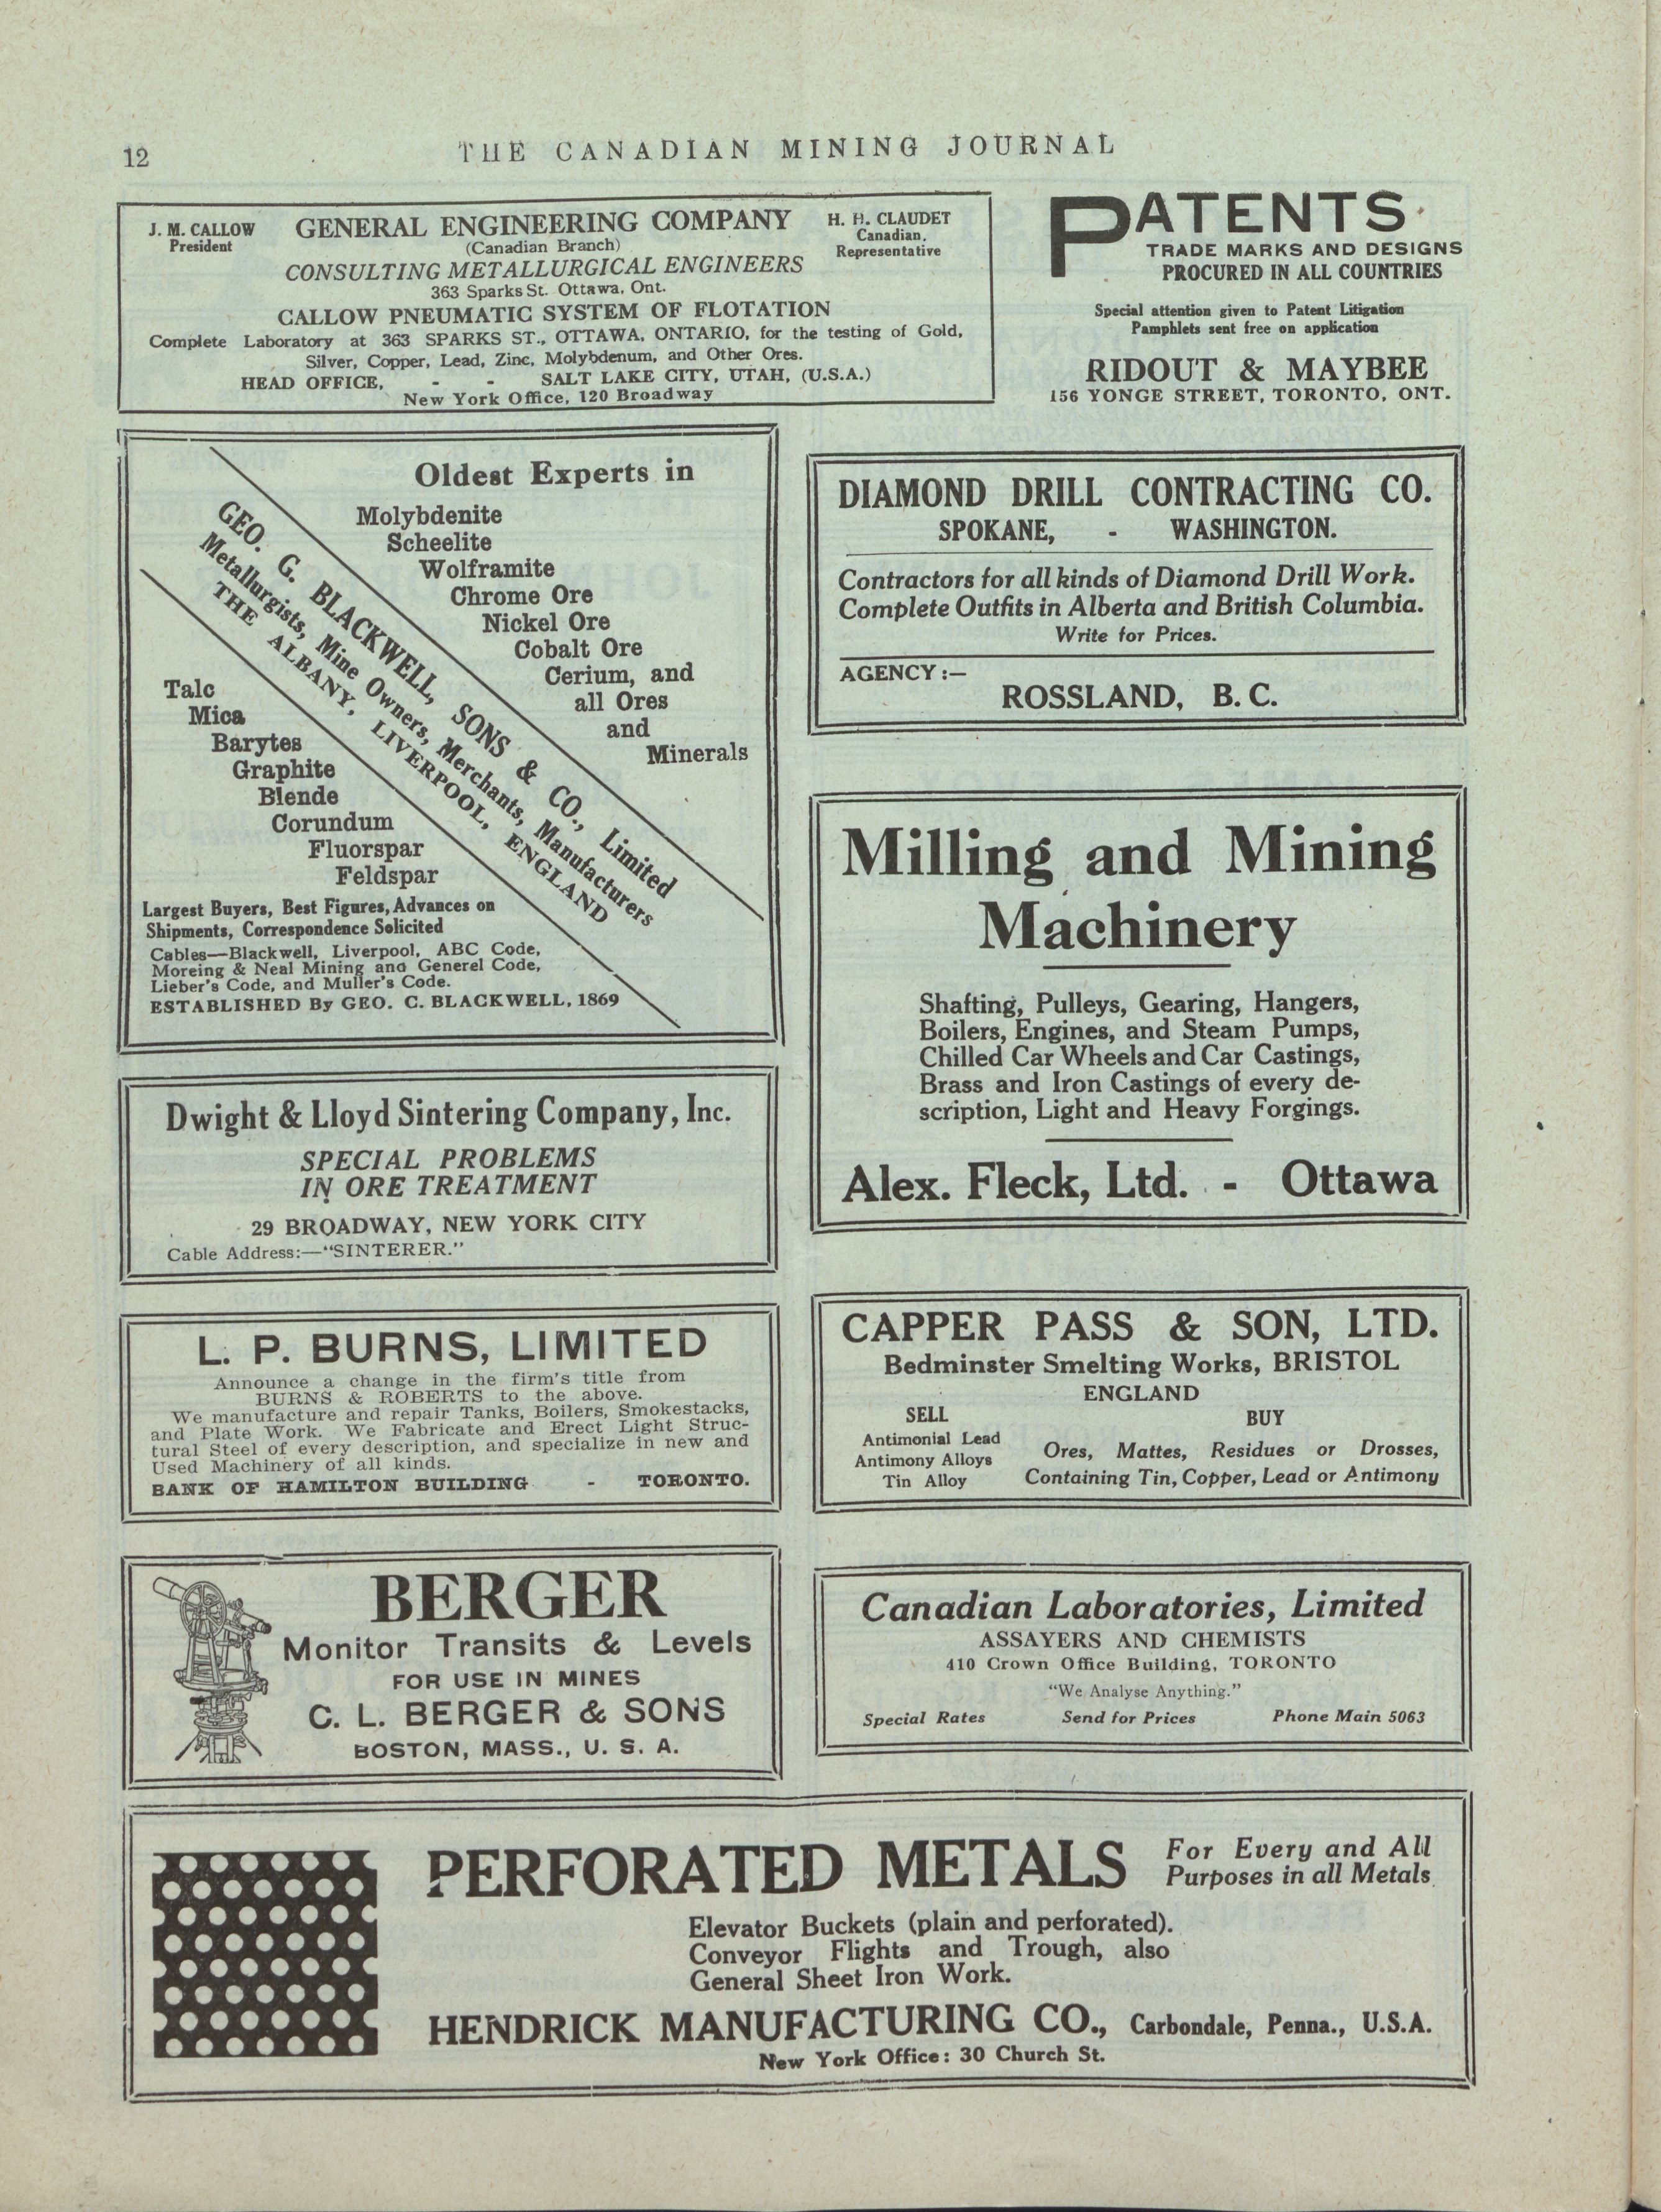 12
THE CANADIAN MINING JOURNAL
J. M. CALLOW
President
GENERAL ENGINEERING COMPANY
(Canadian Branch)
H. H. CLAUDET
Canadian.
Representative
CONSULTING METALLURGICAL ENGINEERS
363 Sparks St. Ottawa, Ont.
CALLOW PNEUMATIC SYSTEM OF FLOTATION
Complete Laboratory at 363 SPARKS ST., OTTAWA, ONTARIO, for the testing of Gold,
Silver, Copper, Lead, Zinc, Molybdenum, and Other Ores.
HEAD OFFICE, - - SALT LAKE CITY, UTAH, (U.S.A.)
New York Office, 120 Broadway
PATENTS
TRADE MARKS AND DESIGNS
PROCURED IN ALL COUNTRIES
Special attention given to Patent Litigation
Pamphlets sent free on application
RIDOUT & MAYBEE
156 YONGE STREET, TORONTO, ONT.
Oldest Experts in
Molybdenite
Scheelite
Wolframite
Chrome Ore
Nickel Ore
Cobalt Ore
Cerium, and
all Ores
and
Minerals
GEO. G. BLACKWELL, SONS & CO., Limited
Metallurgists, Mine Owners, Merchants, Manufacturers
THE ALBANY, LIVERPOOL, ENGLAND
Talc
Mica
Barytes
Graphite
Blende
Corundum
Fluorspar
Feldspar
Largest Buyers, Best Figures, Advances on
Shipments, Correspondence Solicited
Cables—Blackwell, Liverpool, ABC Code,
Moreing & Neal Mining and Generel Code,
Lieber's Code, and Muller's Code.
ESTABLISHED By GEO. C. BLACKWELL, 1869
DIAMOND DRILL CONTRACTING CO.
SPOKANE, - WASHINGTON.
Contractors for all kinds of Diamond Drill Work.
Complete Outfits in Alberta and British Columbia.
Write for Prices.
AGENCY:—
ROSSLAND, B. C.
Milling and Mining
Machinery
Shafting, Pulleys, Gearing, Hangers,
Boilers, Engines, and Steam Pumps,
Chilled Car Wheels and Car Castings,
Brass and Iron Castings of every de-
scription, Light and Heavy Forgings.
Alex. Fleck, Ltd. - Ottawa
Dwight & Lloyd Sintering Company, Inc.
SPECIAL PROBLEMS
IN ORE TREATMENT
29 BROADWAY, NEW YORK CITY
Cable Address:—"SINTERER."
L. P. BURNS, LIMITED
Announce a change in the firm's title from
BURNS & ROBERTS to the above.
We manufacture and repair Tanks, Boilers, Smokestacks,
and Plate Work. We Fabricate and Erect Light Struc-
tural Steel of every description, and specialize in new and
Used Machinery of all kinds.
BANK OF HAMILTON BUILDING - TORONTO.
CAPPER PASS & SON, LTD.
Bedminster Smelting Works, BRISTOL
ENGLAND
SELL
Antimonial Lead
Antimony Alloys
Tin Alloy
BUY
Ores, Mattes, Residues or Drosses,
Containing Tin, Copper, Lead or Antimony
BERGER
Monitor Transits & Levels
FOR USE IN MINES
C. L. BERGER & SONS
BOSTON, MASS., U. S. A.
Canadian Laboratories, Limited
ASSAYERS AND CHEMISTS
410 Crown Office Building, TORONTO
"We Analyse Anything."
Special Rates Send for Prices Phone Main 5063
PERFORATED METALS
For Every and All
Purposes in all Metals
Elevator Buckets (plain and perforated).
Conveyor Flights and Trough, also
General Sheet Iron Work.
HENDRICK MANUFACTURING CO., Carbondale, Penna., U.S.A.
New York Office: 30 Church St.